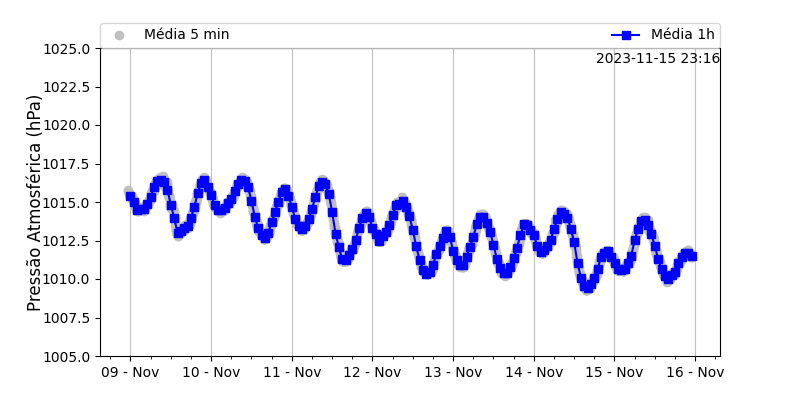 Média 5 min
Média 1h
2023-11-15 23:16
Pressão Atmosférica (hPa)
1025.0
1022.5
1020.0
1017.5
1015.0
1012.5
1010.0
1007.5
1005.0
09 - Nov
10 - Nov
11 - Nov
12 - Nov
13 - Nov
14 - Nov
15 - Nov
16 - Nov